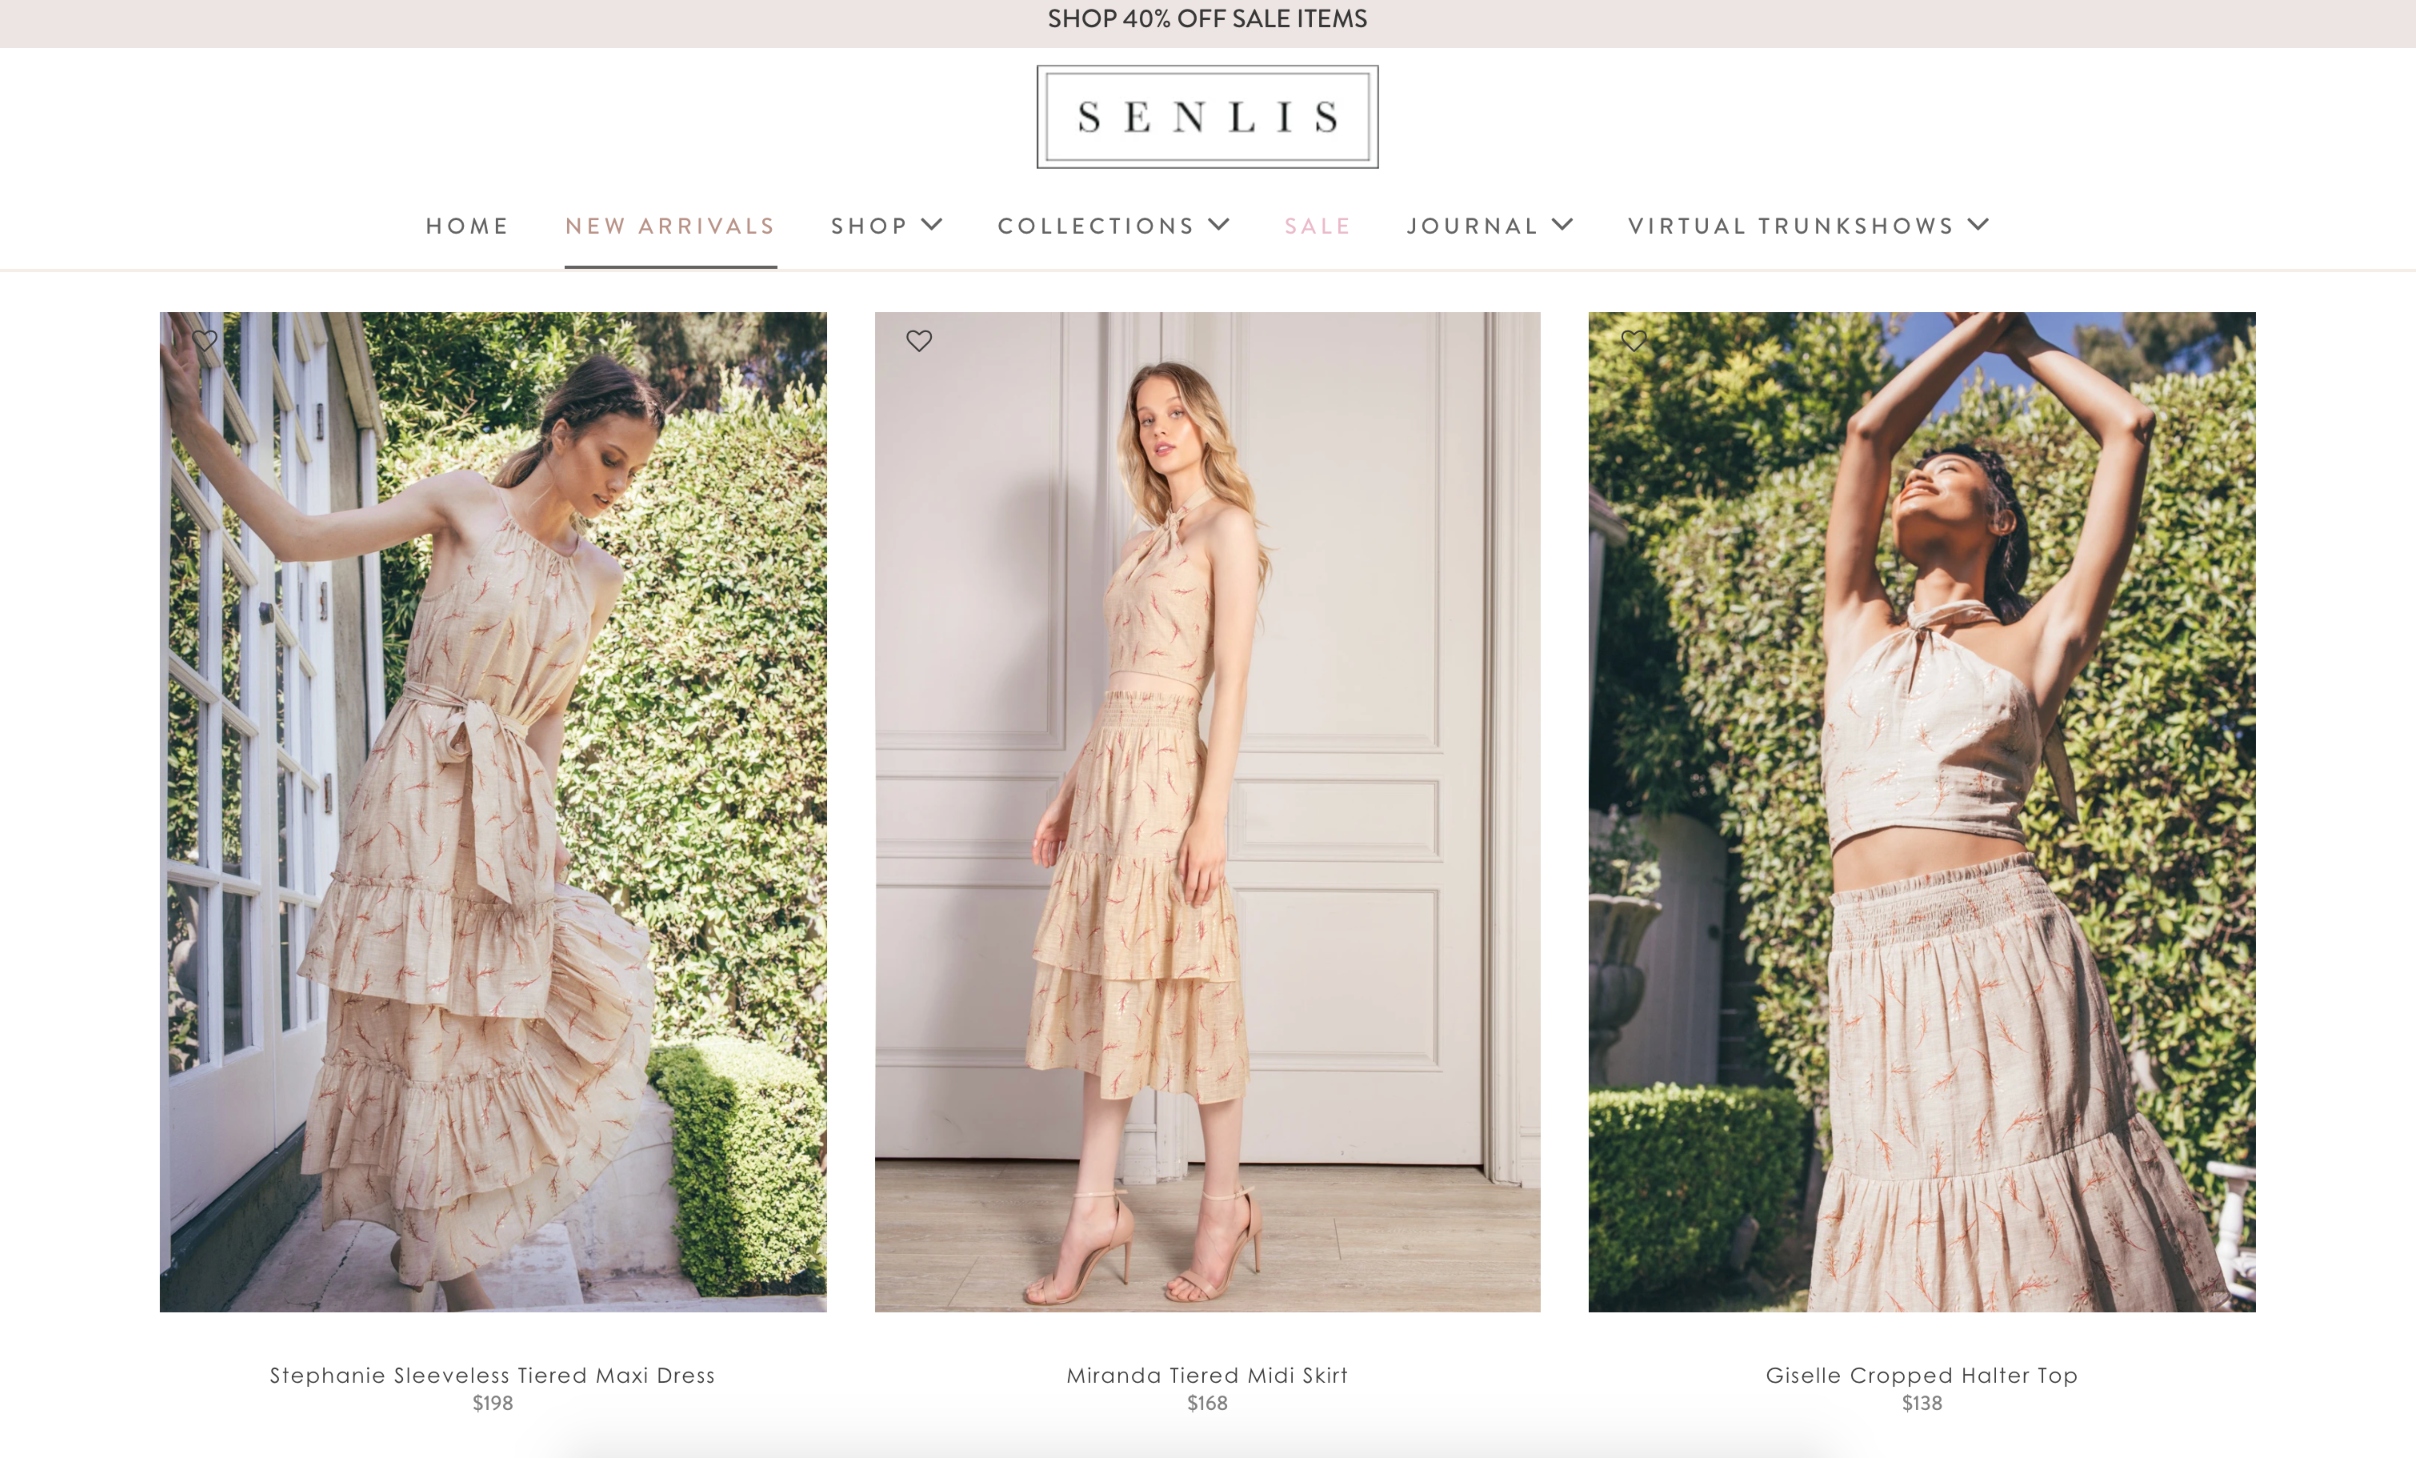 SHOP 40% OFF SALE ITEMS
SENLIS
HOME NEW ARRIVALS SHOP COLLECTIONS SALE JOURNAL VIRTUAL TRUNKSHOWS
Stephanie Sleeveless Tiered Maxi Dress Miranda Tiered Midi Skirt Giselle Cropped Halter Top
$198 $168 $138